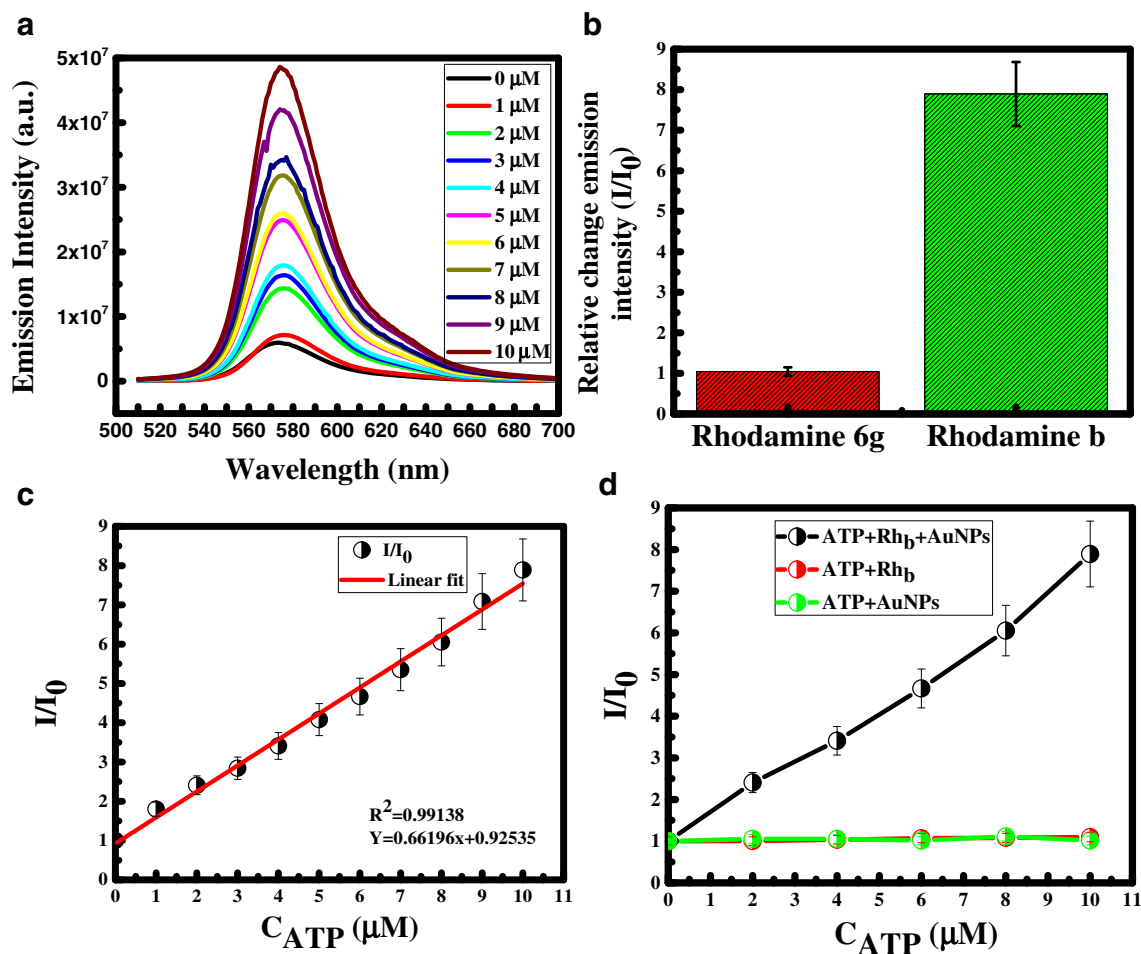 a
Emission Intensity (a.u.)
5x10⁷
4x10⁷
3x10⁷
2x10⁷
1x10⁷
0
500 520 540 560 580 600 620 640 660 680 700
Wavelength (nm)
0 μM
1 μM
2 μM
3 μM
4 μM
5 μM
6 μM
7 μM
8 μM
9 μM
10 μM
b
Relative change emission
intensity (I/I₀)
9
8
7
6
5
4
3
2
1
0
Rhodamine 6g Rhodamine b
c
I/I₀
9
8
7
6
5
4
3
2
1
0
0 1 2 3 4 5 6 7 8 9 10 11
C_ATP (μM)
I/I₀
Linear fit
R²=0.99138
Y=0.66196x+0.92535
d
I/I₀
9
8
7
6
5
4
3
2
1
0
0 1 2 3 4 5 6 7 8 9 10 11
C_ATP (μM)
ATP+Rh_b+AuNPs
ATP+Rh_b
ATP+AuNPs